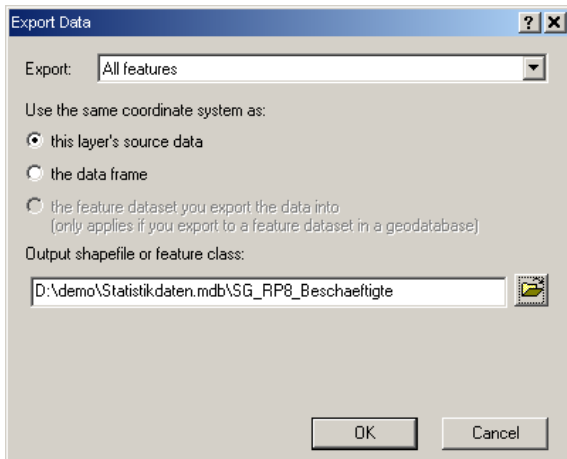 Export Data
Export: All features
Use the same coordinate system as:
this layer's source data
the data frame
the feature dataset you export the data into
(only applies if you export to a feature dataset in a geodatabase)
Output shapefile or feature class:
D:\demo\Statistikdaten.mdb\SG_RP8_Beschaeftigte
OK Cancel